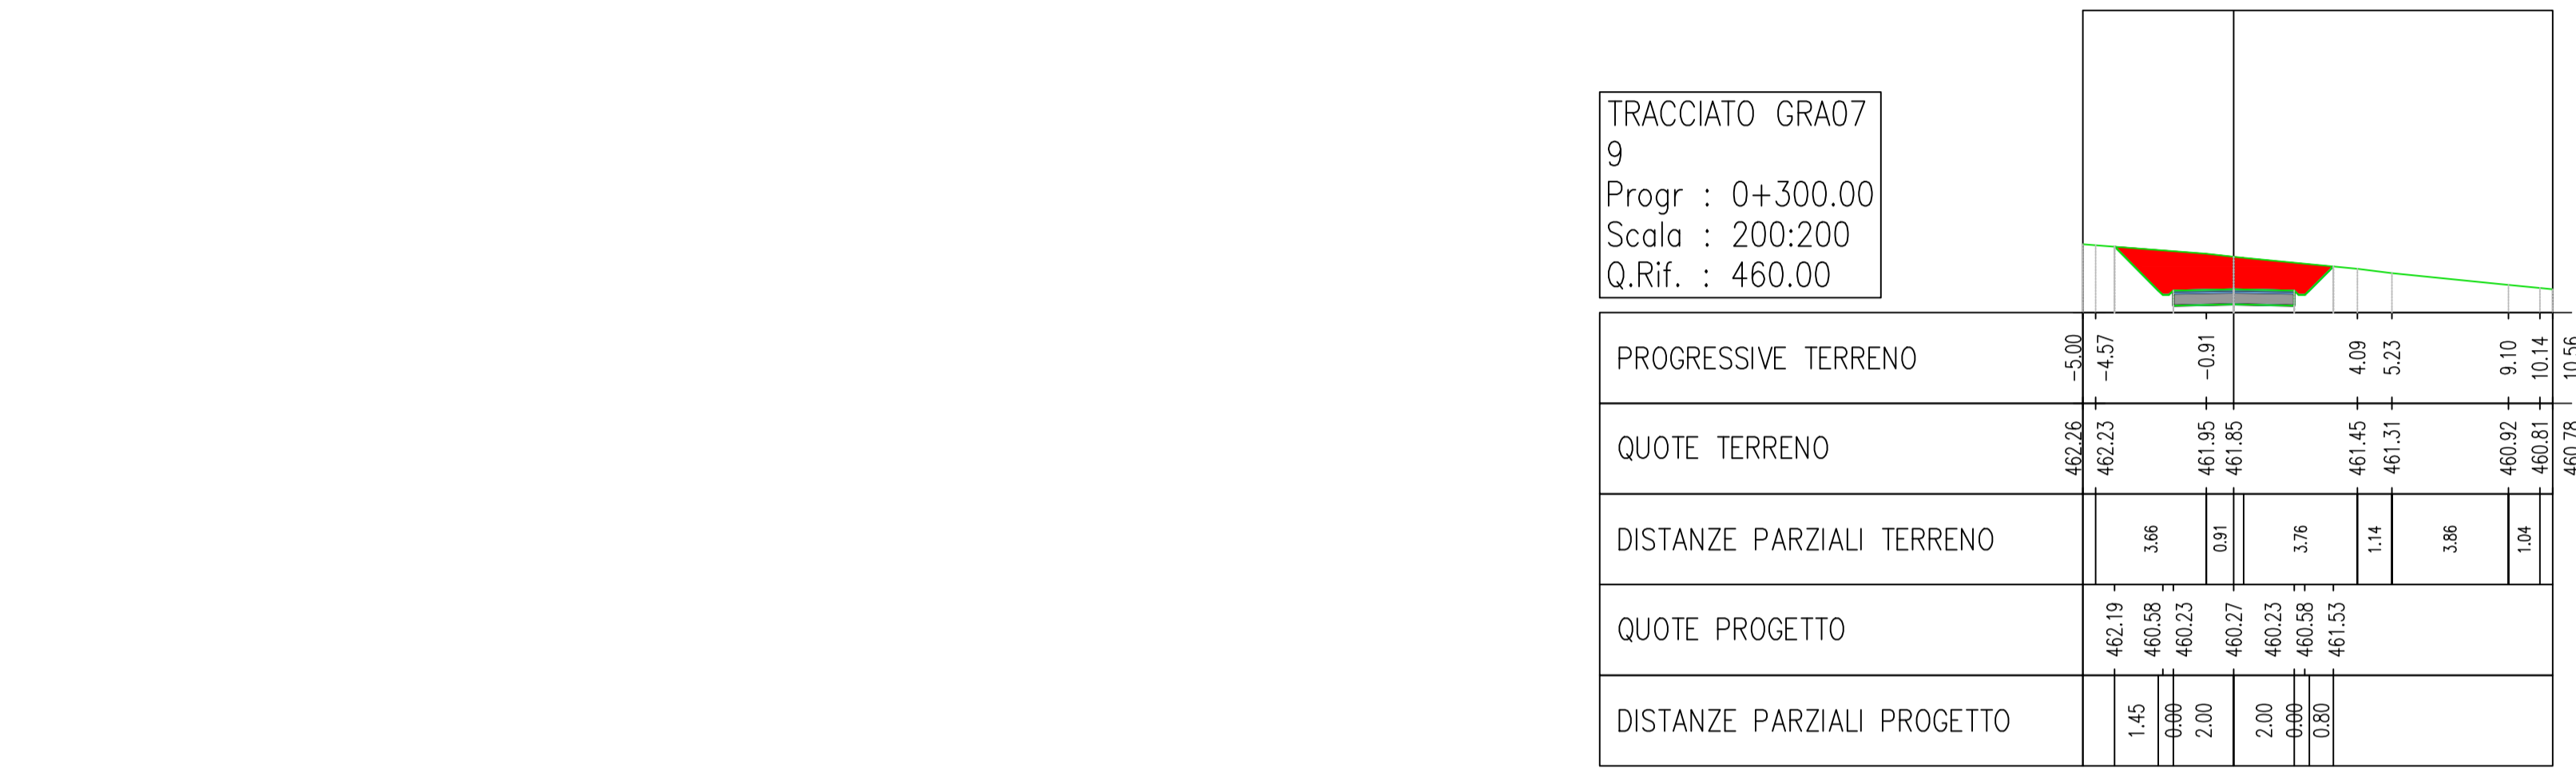 TRACCIATO GRA07
9
Progr : 0+300.00
Scala : 200:200
Q.Rif. : 460.00
PROGRESSIVE TERRENO -5.00 -4.57 -0.91 4.09 5.23 9.10 10.14 10.56
QUOTE TERRENO 462.26 462.23 461.95 461.85 461.45 461.31 460.92 460.81 460.78
DISTANZE PARZIALI TERRENO 3.66 0.91 3.76 1.14 3.86 1.04
QUOTE PROGETTO 462.19 460.58 460.23 460.27 460.23 460.58 461.53
DISTANZE PARZIALI PROGETTO 1.45 0.00 2.00 2.00 0.00 0.80